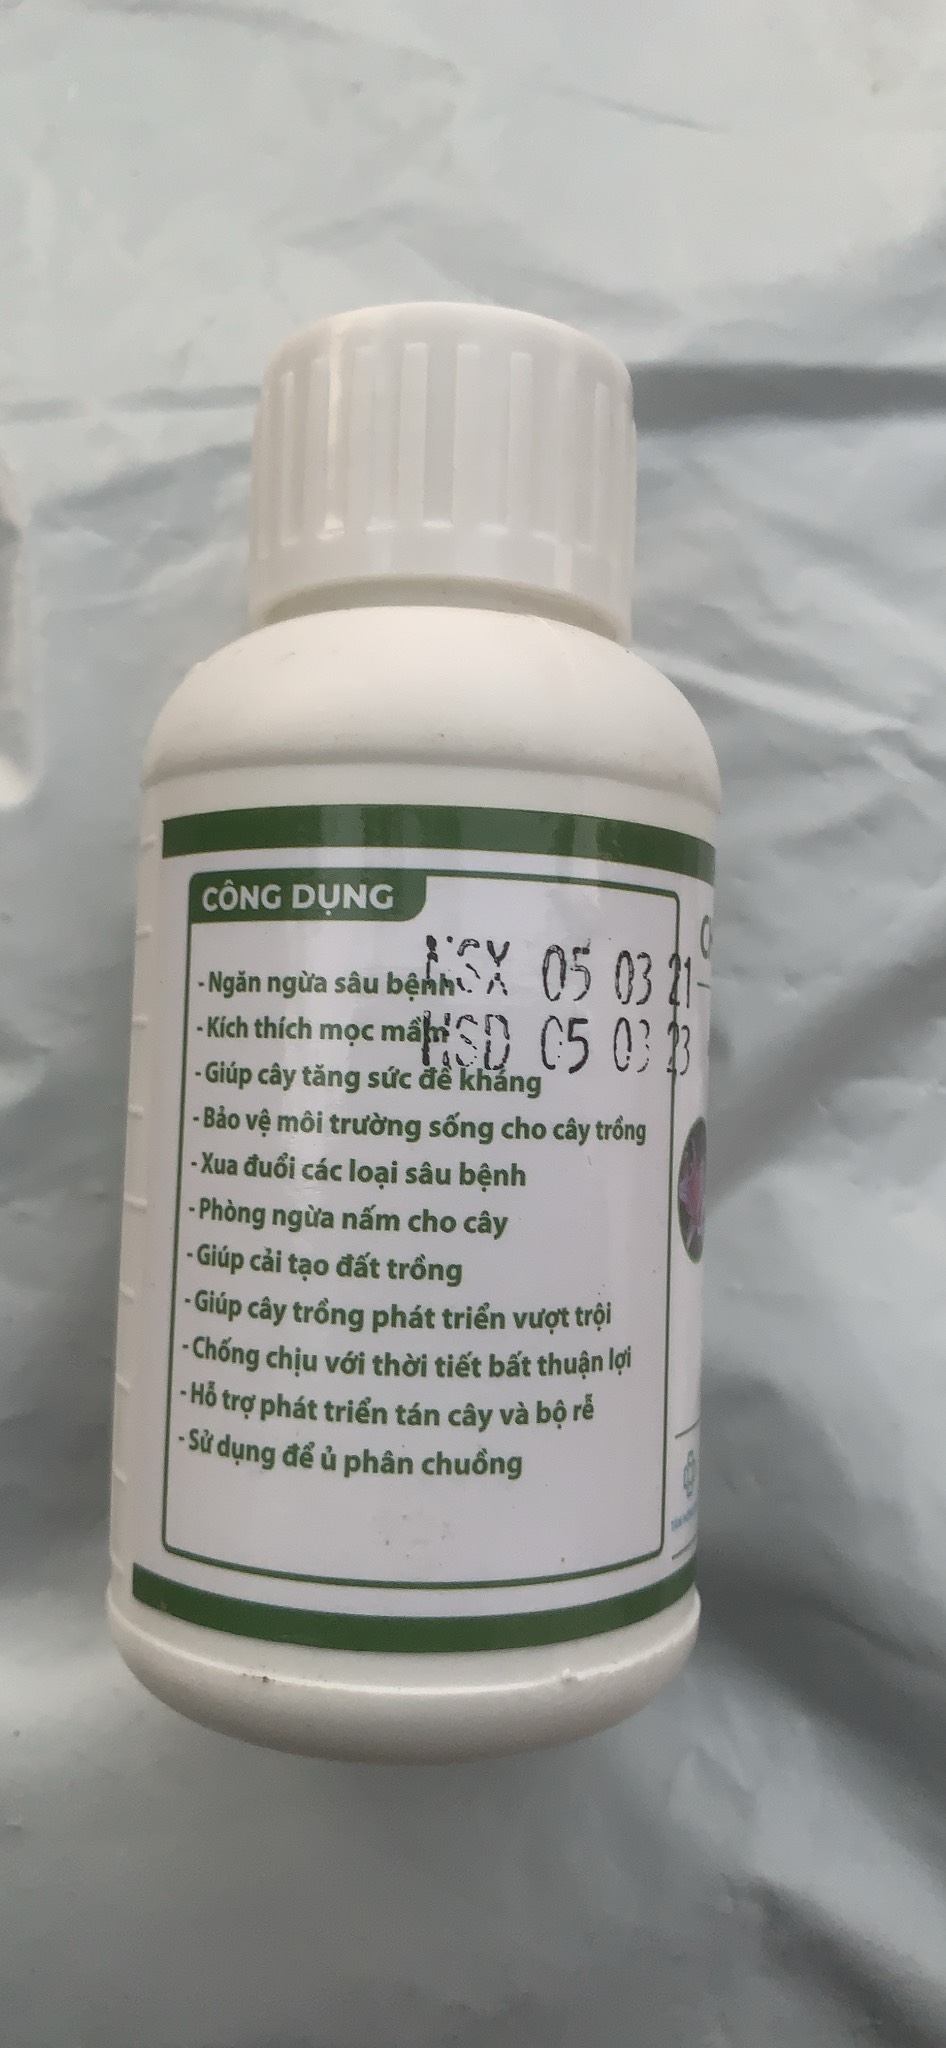 CÔNG DỤNG
NSX 05 03 21
HSD 05 03 23
-Ngăn ngừa sâu bệnh
-Kích thích mọc mầm
-Giúp cây tăng sức đề kháng
-Bảo vệ môi trường sống cho cây trồng
-Xua đuổi các loại sâu bệnh
-Phòng ngừa nấm cho cây
-Giúp cải tạo đất trồng
-Giúp cây trồng phát triển vượt trội
-Chống chịu với thời tiết bất thuận lợi
-Hỗ trợ phát triển tán cây và bộ rễ
-Sử dụng để ủ phân chuồng